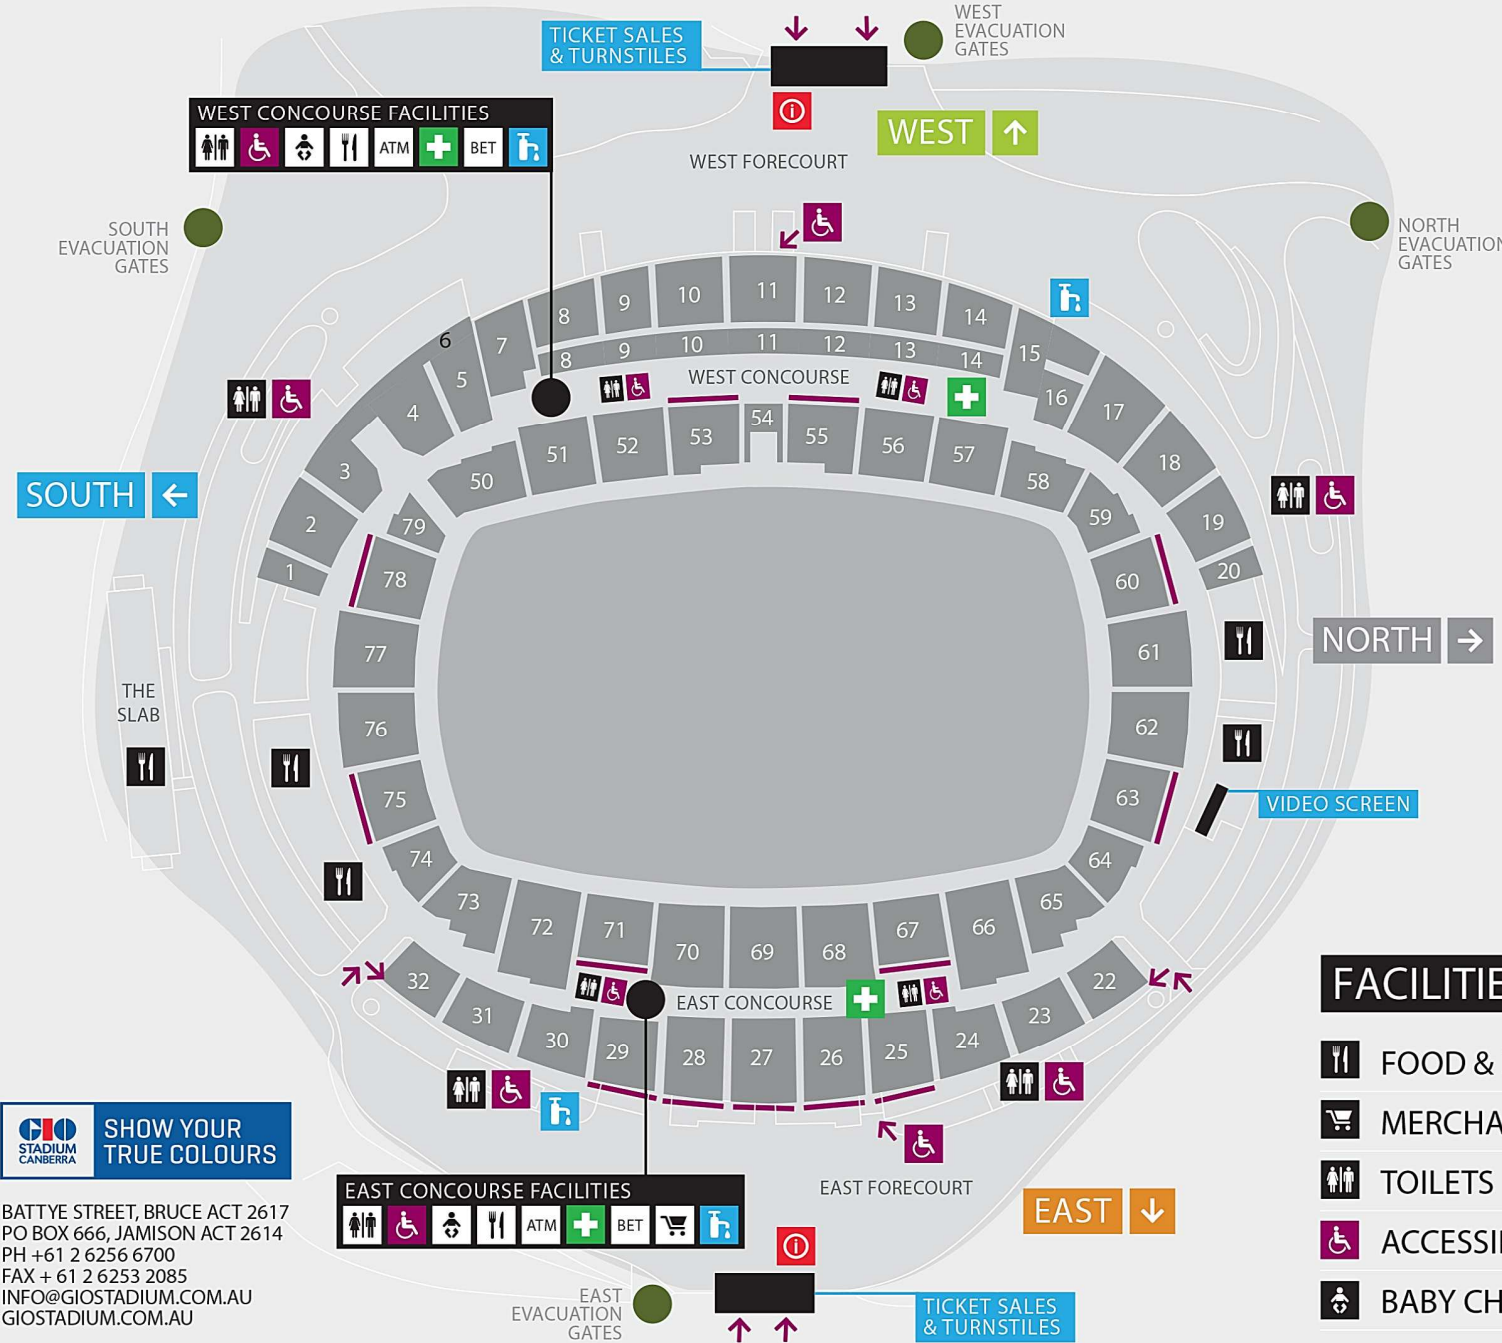 WEST
EVACUATION
GATES
TICKET SALES
& TURNSTILES
WEST CONCOURSE FACILITIES
ATM
BET
WEST
WEST FORECOURT
SOUTH
EVACUATION
GATES
NORTH
EVACUATION
GATES
8 9 10 11 12 13 14
6 7 15
8 9 10 11 12 13 14
5 16
WEST CONCOURSE
4 17
51 52 53 54 55 56 57
3 50 58 18
SOUTH
2 79 59 19
1 78 60 20
77 61
NORTH
THE
SLAB
76 62
75 63
VIDEO SCREEN
74 64
73 72 71 70 69 68 67 66 65
32 22
EAST CONCOURSE
31 30 29 28 27 26 25 24 23
FACILITIE
FOOD &
MERCHA
TOILETS
ACCESSI
BABY CH
GIO
STADIUM
CANBERRA
SHOW YOUR
TRUE COLOURS
EAST CONCOURSE FACILITIES
ATM
BET
EAST FORECOURT
EAST
BATTYE STREET, BRUCE ACT 2617
PO BOX 666, JAMISON ACT 2614
PH +61 2 6256 6700
FAX + 61 2 6253 2085
INFO@GIOSTADIUM.COM.AU
GIOSTADIUM.COM.AU
EAST
EVACUATION
GATES
TICKET SALES
& TURNSTILES